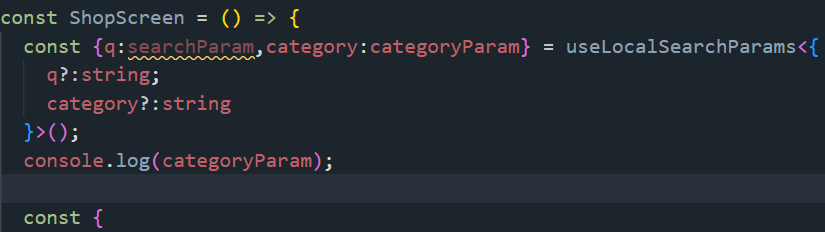 const ShopScreen = () => {
const {q:searchParam,category:categoryParam} = useLocalSearchParams<{
q?:string;
category?:string
}>();
console.log(categoryParam);
const {